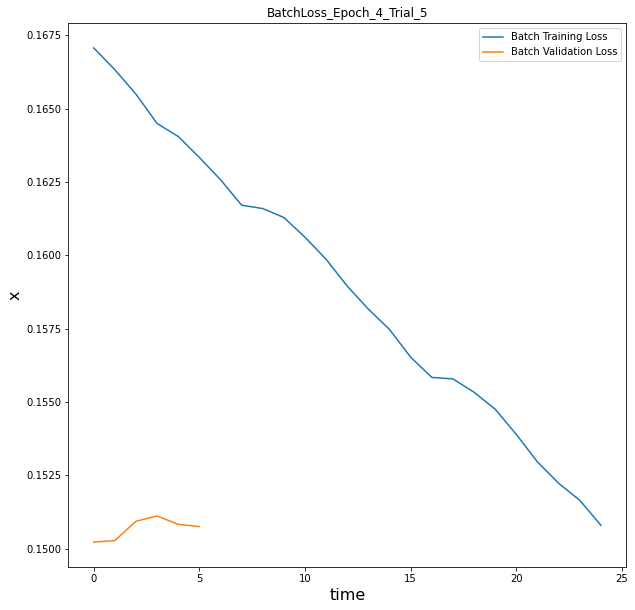 BatchLoss_Epoch_4_Trial_5
Batch Training Loss
Batch Validation Loss
0.1675
0.1650
0.1625
0.1600
0.1575
0.1550
0.1525
0.1500
x
0 5 10 15 20 25
time